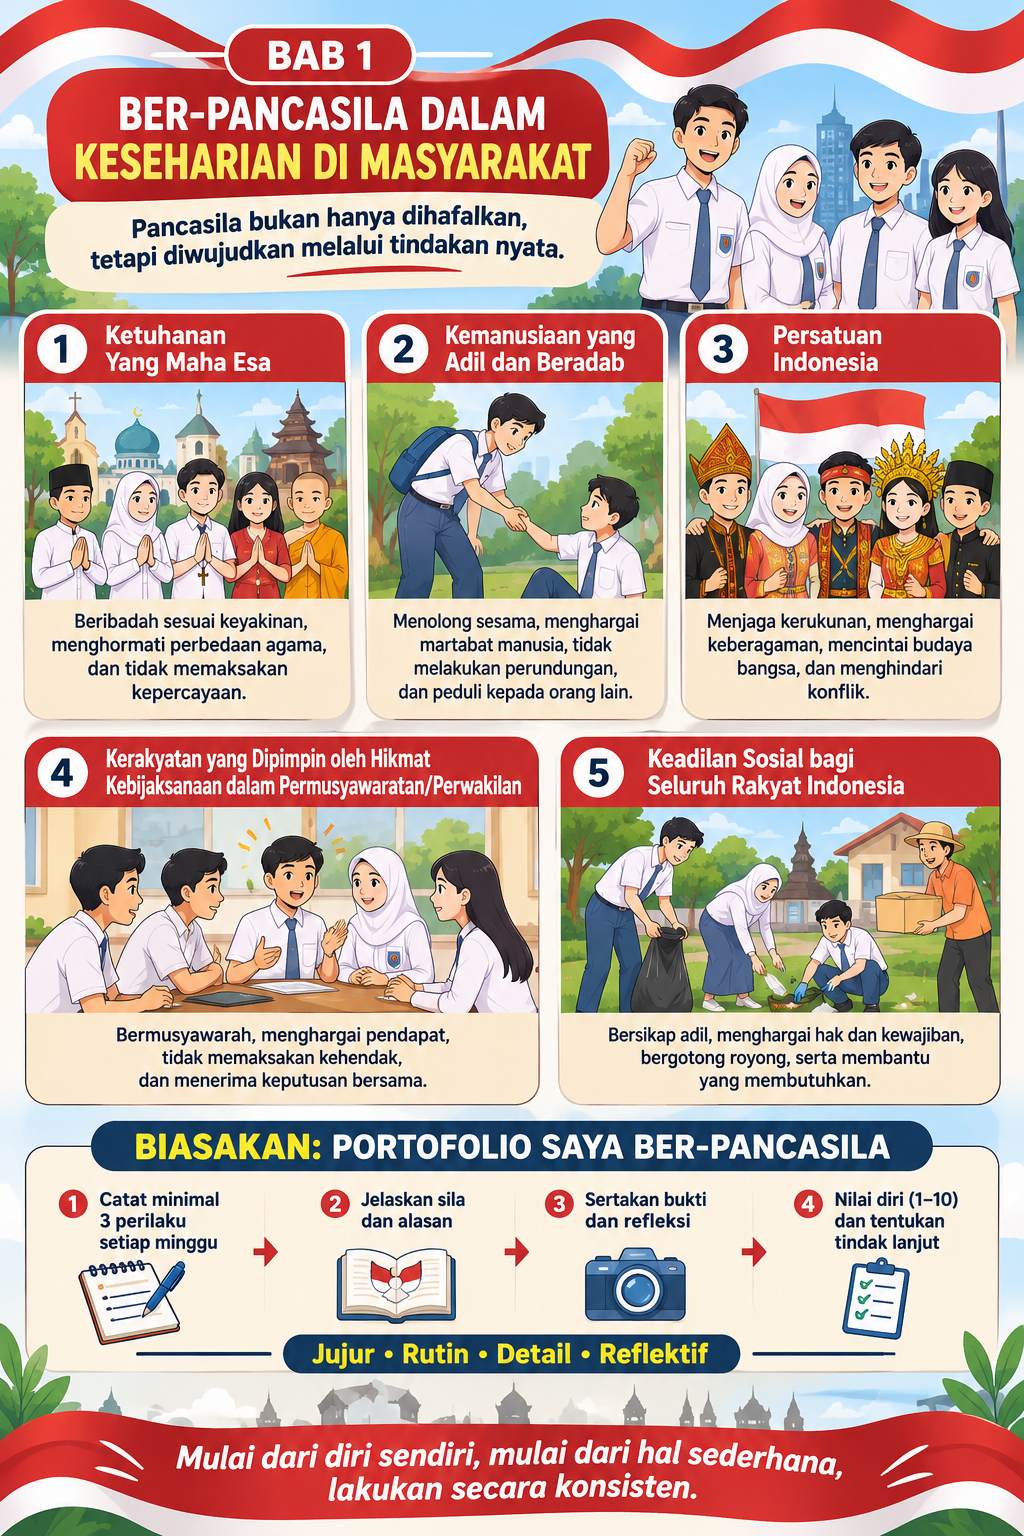 BAB 1
BER-PANCASILA DALAM
KESEHARIAN DI MASYARAKAT
Pancasila bukan hanya dihafalkan,
tetapi diwujudkan melalui tindakan nyata.
1
Ketuhanan
Yang Maha Esa
Beribadah sesuai keyakinan,
menghormati perbedaan agama,
dan tidak memaksakan
kepercayaan.
2
Kemanusiaan yang
Adil dan Beradab
Menolong sesama, menghargai
martabat manusia, tidak
melakukan perundungan,
dan peduli kepada orang lain.
3
Persatuan
Indonesia
Menjaga kerukunan, menghargai
keberagaman, mencintai budaya
bangsa, dan menghindari
konflik.
4
Kerakyatan yang Dipimpin oleh Hikmat
Kebijaksanaan dalam Permusyawaratan/Perwakilan
Bermusyawarah, menghargai pendapat,
tidak memaksakan kehendak,
dan menerima keputusan bersama.
5
Keadilan Sosial bagi
Seluruh Rakyat Indonesia
Bersikap adil, menghargai hak dan kewajiban,
bergotong royong, serta membantu
yang membutuhkan.
BIASAKAN: PORTOFOLIO SAYA BER-PANCASILA
1
Catat minimal
3 perilaku
setiap minggu
2
Jelaskan sila
dan alasan
3
Sertakan bukti
dan refleksi
4
Nilai diri (1–10)
dan tentukan
tindak lanjut
Jujur • Rutin • Detail • Reflektif
Mulai dari diri sendiri, mulai dari hal sederhana,
lakukan secara konsisten.